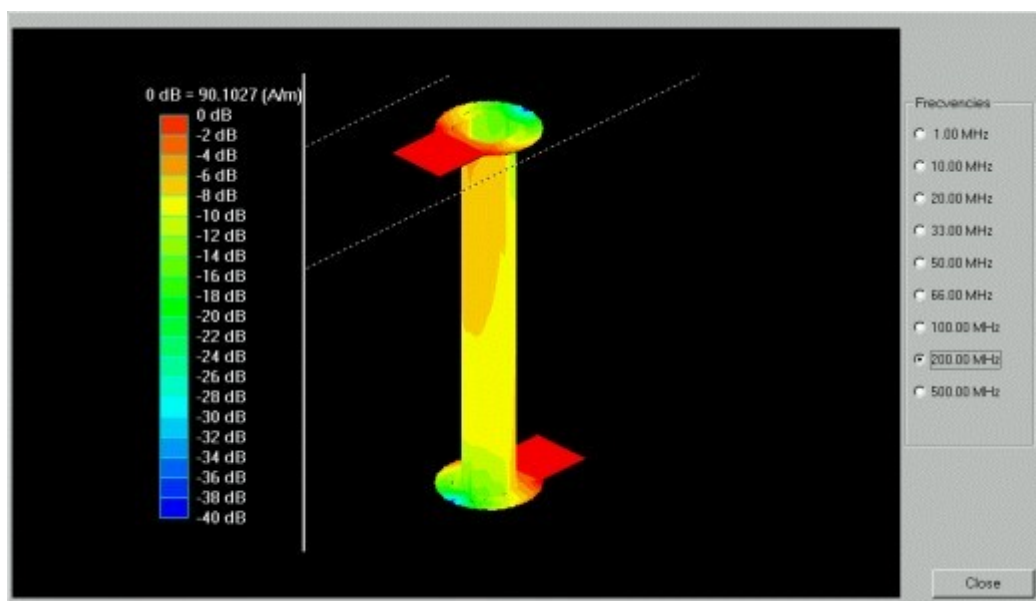 0 dB = 90.1027 (A/m)
0 dB
-2 dB
-4 dB
-6 dB
-8 dB
-10 dB
-12 dB
-14 dB
-16 dB
-18 dB
-20 dB
-22 dB
-24 dB
-26 dB
-28 dB
-30 dB
-32 dB
-34 dB
-36 dB
-38 dB
-40 dB
Frecvencies
1.00 MHz
10.00 MHz
20.00 MHz
33.00 MHz
50.00 MHz
66.00 MHz
100.00 MHz
200.00 MHz
500.00 MHz
Close